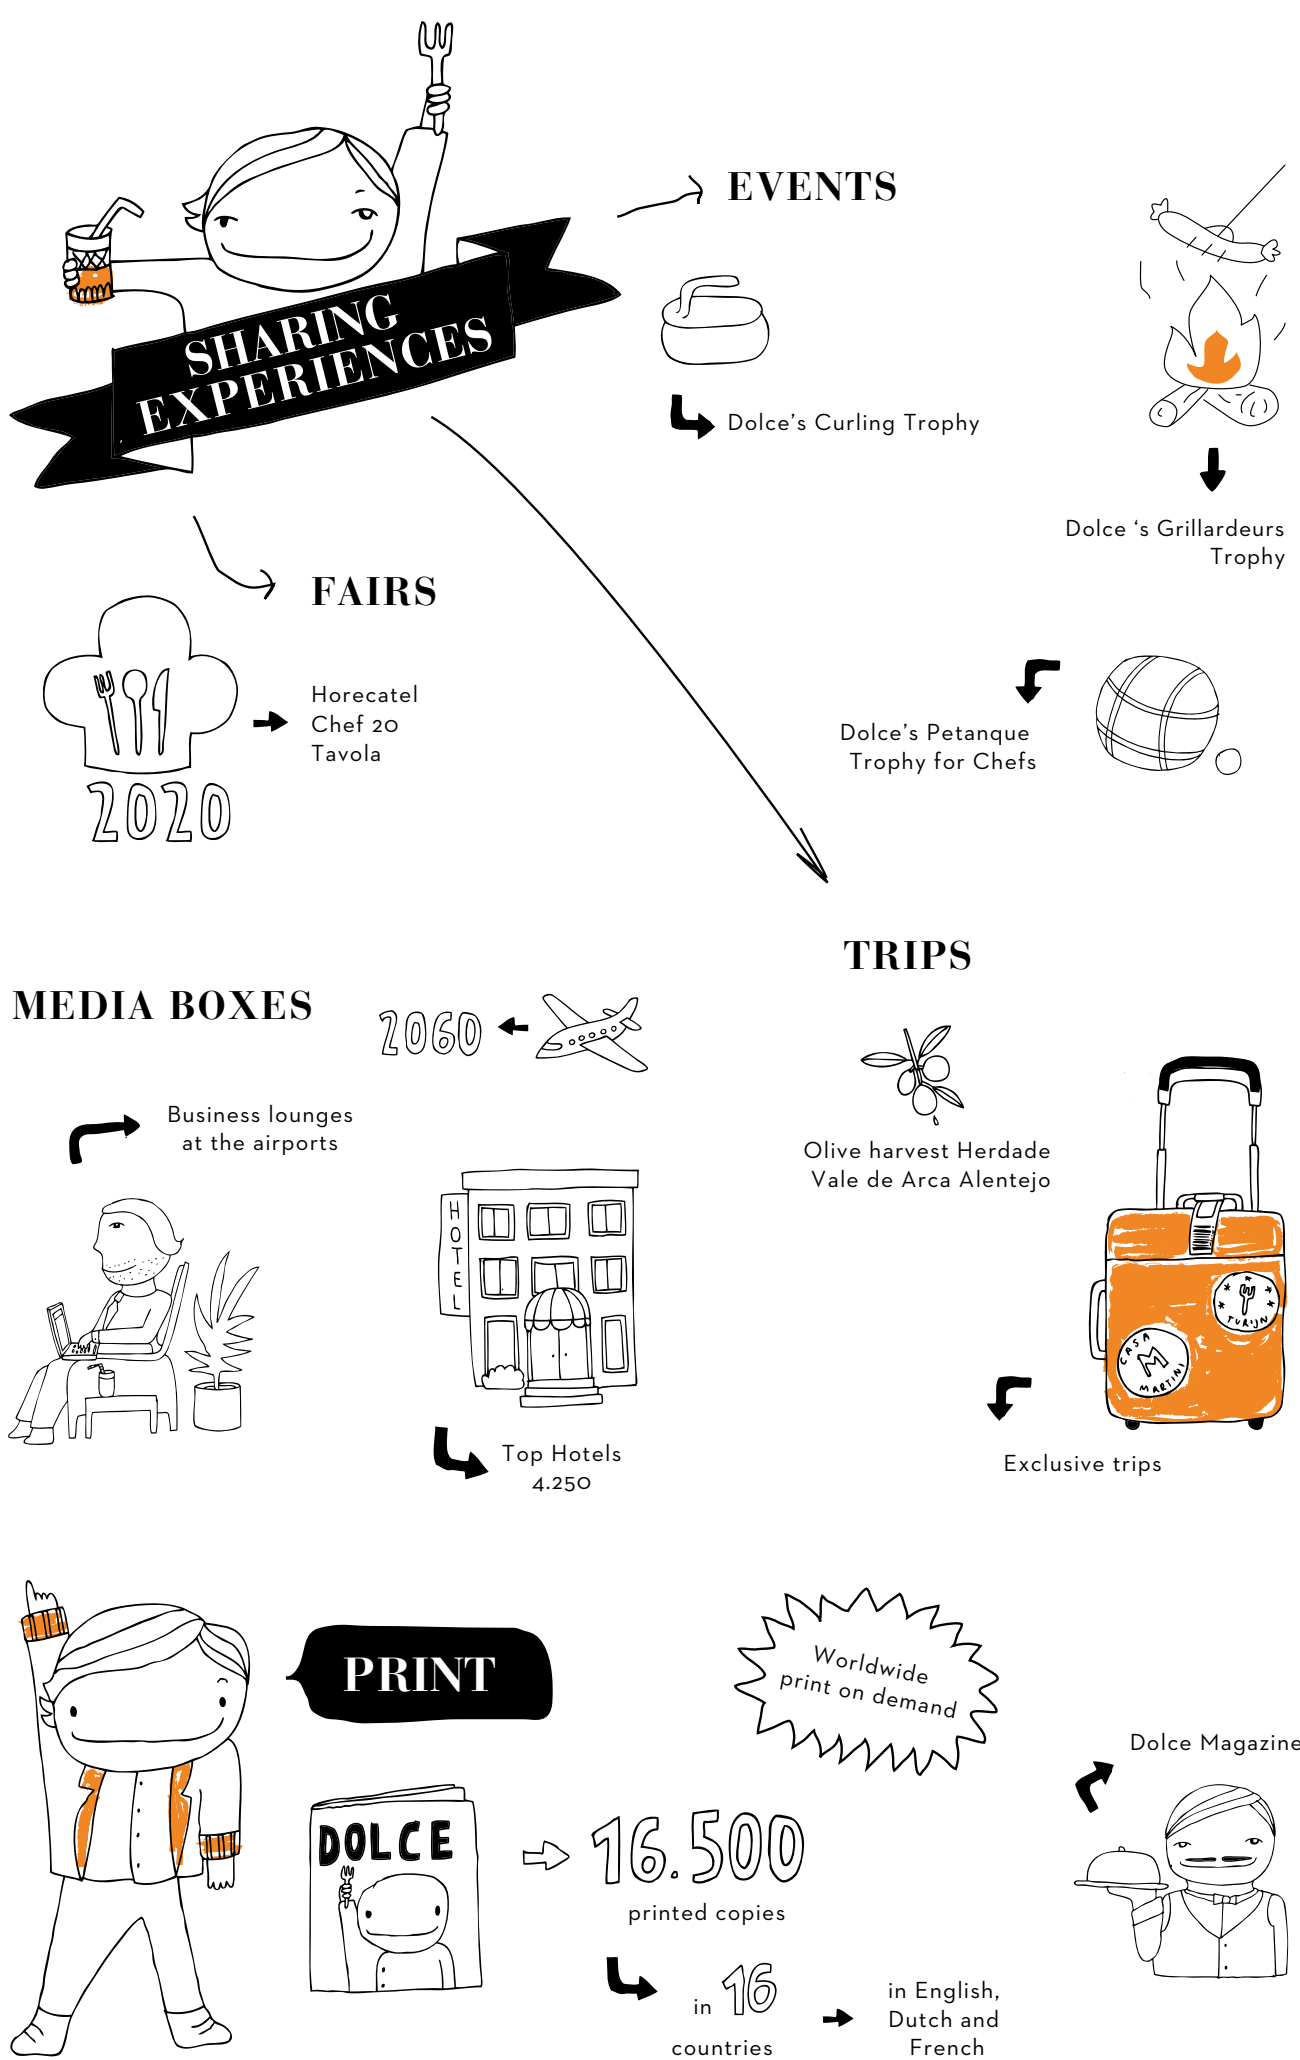 SHARING
EXPERIENCES
EVENTS
Dolce’s Curling Trophy
Dolce ‘s Grillardeurs
Trophy
Dolce’s Petanque
Trophy for Chefs
FAIRS
Horecatel
Chef 20
Tavola
2020
TRIPS
Olive harvest Herdade
Vale de Arca Alentejo
TURIJN
CASA
M
MARTINI
Exclusive trips
MEDIA BOXES
2060
Business lounges
at the airports
HOTEL
Top Hotels
4.250
PRINT
Worldwide
print on demand
Dolce Magazine
DOLCE
16.500
printed copies
in 16
countries
in English,
Dutch and
French